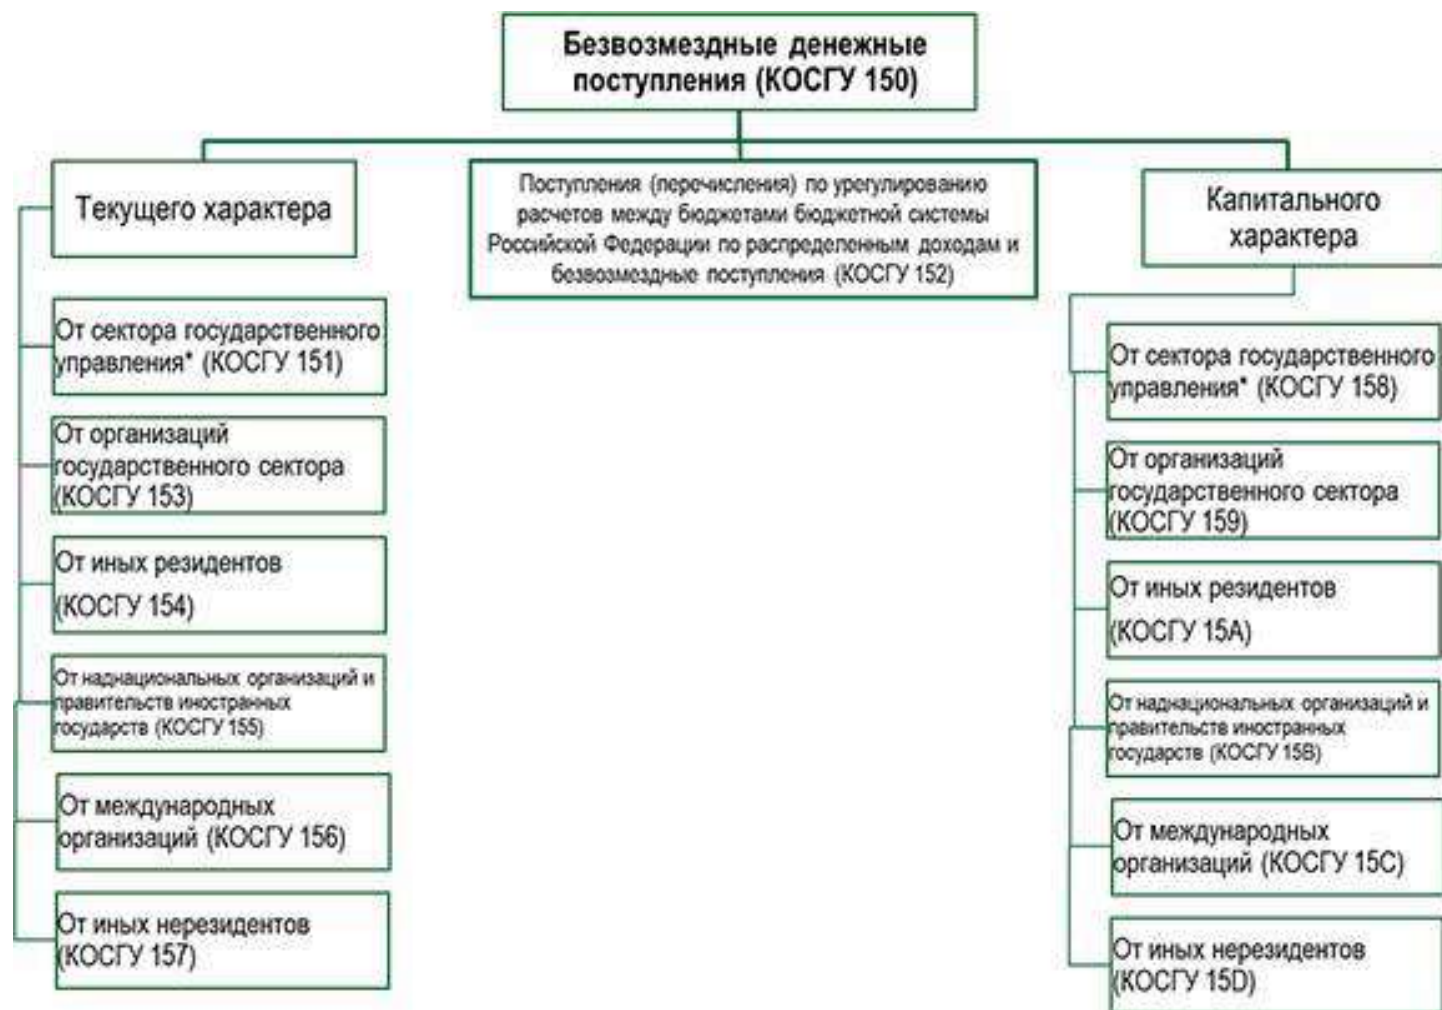 Безвозмездные денежные
поступления (КОСГУ 150)
Текущего характера
Поступления (перечисления) по урегулированию
расчетов между бюджетами бюджетной системы
Российской Федерации по распределенным доходам и
безвозмездные поступления (КОСГУ 152)
Капитального
характера
От сектора государственного
управления* (КОСГУ 151)
От организаций
государственного сектора
(КОСГУ 153)
От иных резидентов
(КОСГУ 154)
От наднациональных организаций и
правительств иностранных
государств (КОСГУ 155)
От международных
организаций (КОСГУ 156)
От иных нерезидентов
(КОСГУ 157)
От сектора государственного
управления* (КОСГУ 158)
От организаций
государственного сектора
(КОСГУ 159)
От иных резидентов
(КОСГУ 15A)
От наднациональных организаций и
правительств иностранных
государств (КОСГУ 15B)
От международных
организаций (КОСГУ 15C)
От иных нерезидентов
(КОСГУ 15D)